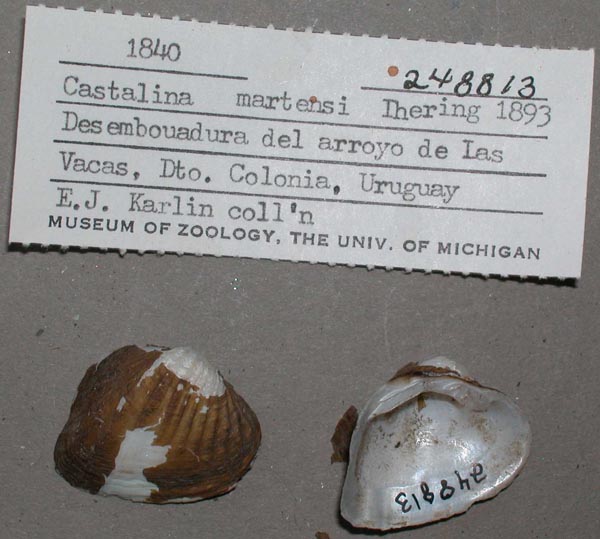 1840
248813
Castalina martensi Ihering 1893
Desembouadura del arroyo de Las
Vacas, Dto. Colonia, Uruguay
E.J. Karlin coll'n
MUSEUM OF ZOOLOGY, THE UNIV. OF MICHIGAN
248813